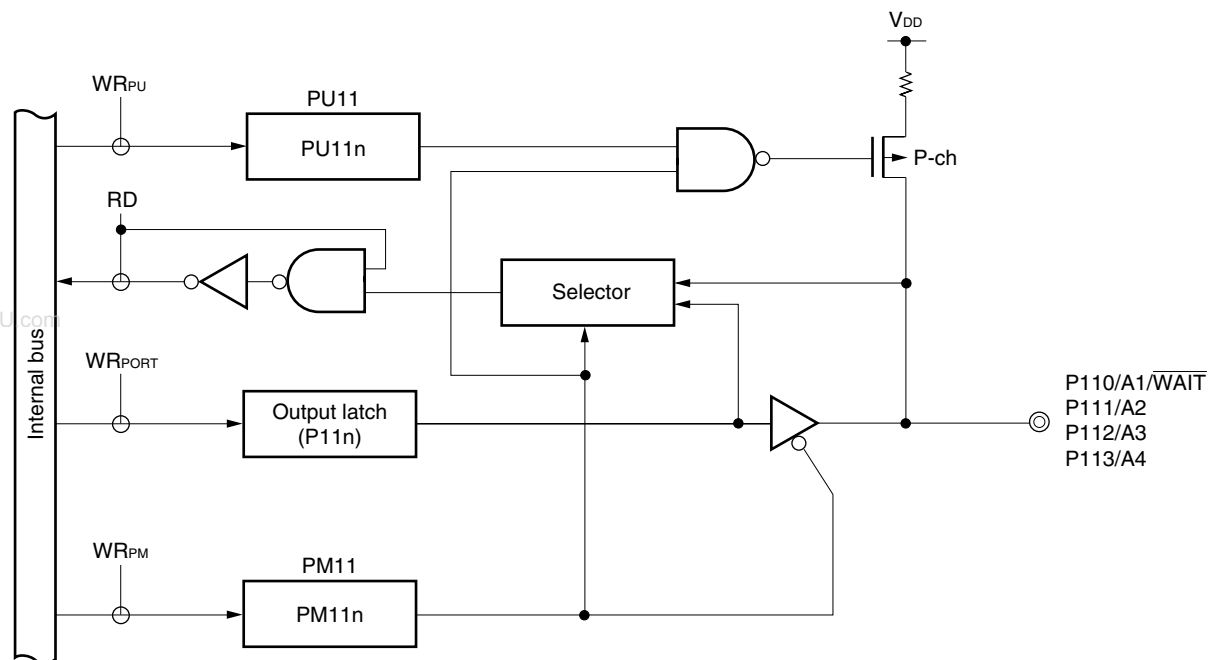 VDD
WRPU
PU11
PU11n
P-ch
RD
Selector
U.com
Internal bus
WRPORT
Output latch
(P11n)
P110/A1/W̅A̅I̅T̅
P111/A2
P112/A3
P113/A4
WRPM
PM11
PM11n